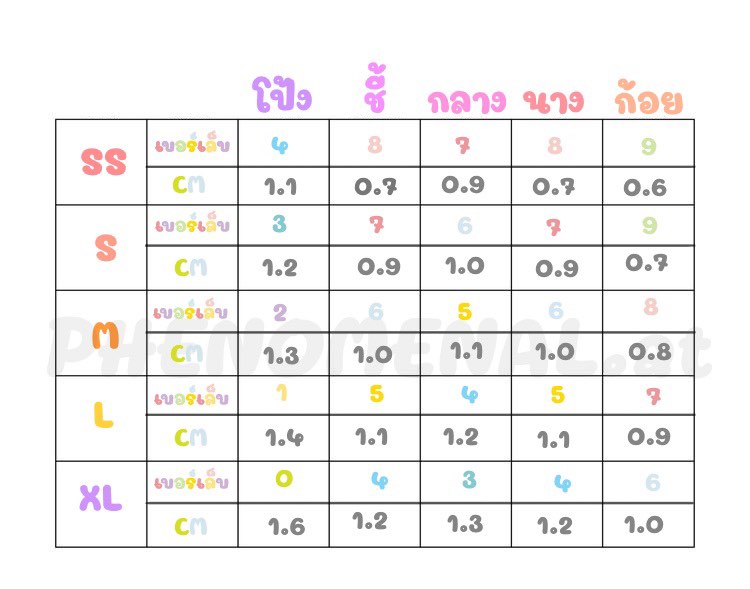 โป้ง ชี้ กลาง นาง ก้อย
SS เบอร์เล็บ 4 8 7 8 9
CM 1.1 0.7 0.9 0.7 0.6
S เบอร์เล็บ 3 7 6 7 9
CM 1.2 0.9 1.0 0.9 0.7
M เบอร์เล็บ 2 6 5 6 8
CM 1.3 1.0 1.1 1.0 0.8
PHENOMENAL.at
L เบอร์เล็บ 1 5 4 5 7
CM 1.4 1.1 1.2 1.1 0.9
XL เบอร์เล็บ 0 4 3 4 6
CM 1.6 1.2 1.3 1.2 1.0